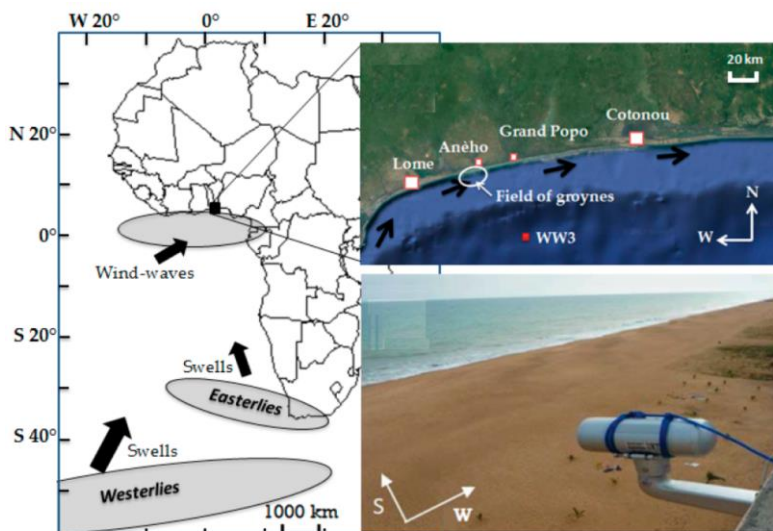 W 20° 0° E 20°
N 20°
0°
S 20°
S 40°
Wind-waves
Swells
Easterlies
Swells
Westerlies
1000 km
20 km
Cotonou
Grand Popo
Anèho
Lome
Field of groynes
N
W
WW3
S
W